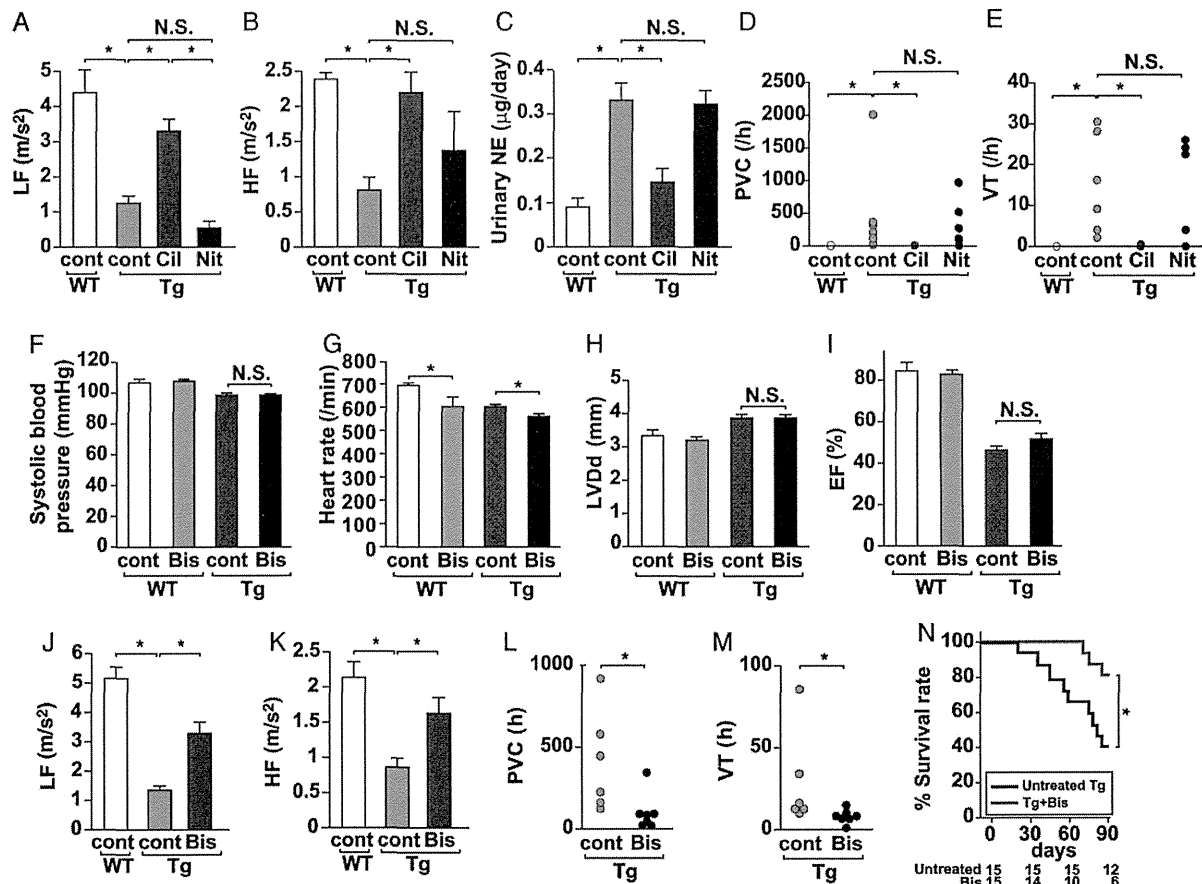 A
N.S.
* * *
LF (m/s²)
5
4
3
2
1
0
cont cont Cil Nit
WT Tg
B
N.S.
* *
HF (m/s²)
2.5
2
1.5
1
0.5
0
cont cont Cil Nit
WT Tg
C
N.S.
* *
Urinary NE (µg/day)
0.4
0.3
0.2
0.1
0
cont cont Cil Nit
WT Tg
D
N.S.
* *
PVC (/h)
2500
2000
1500
1000
500
0
cont cont Cil Nit
WT Tg
E
N.S.
* *
VT (/h)
40
30
20
10
0
cont cont Cil Nit
WT Tg
F
N.S.
Systolic blood
pressure (mmHg)
120
100
80
60
40
20
0
cont Bis cont Bis
WT Tg
G
* *
Heart rate (/min)
800
700
600
500
400
300
200
100
0
cont Bis cont Bis
WT Tg
H
N.S.
LVDd (mm)
5
4
3
2
1
0
cont Bis cont Bis
WT Tg
I
N.S.
EF (%)
80
60
40
20
0
cont Bis cont Bis
WT Tg
J
* *
LF (m/s²)
6
5
4
3
2
1
0
cont cont Bis
WT Tg
K
* *
HF (m/s²)
2.5
2
1.5
1
0.5
0
cont cont Bis
WT Tg
L
*
PVC (h)
1000
500
0
cont Bis
Tg
M
*
VT (h)
100
50
0
cont Bis
Tg
N
% Survival rate
100
80
60
40
20
0
*
Untreated Tg
Tg+Bis
0 30 60 90
days
Untreated 15 15 15 12
Bis 15 14 10 6